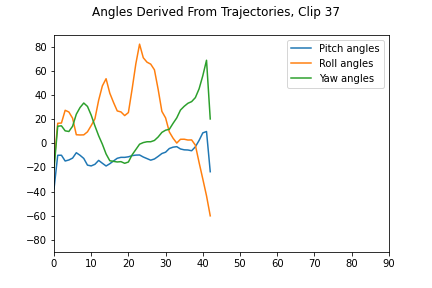 Angles Derived From Trajectories, Clip 37
Pitch angles
Roll angles
Yaw angles
80
60
40
20
0
−20
−40
−60
−80
0 10 20 30 40 50 60 70 80 90